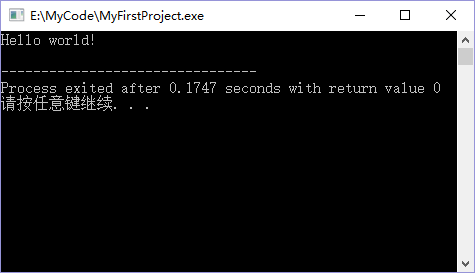 E:\MyCode\MyFirstProject.exe
Hello world!
--------------------------------
Process exited after 0.1747 seconds with return value 0
请按任意键继续. . .